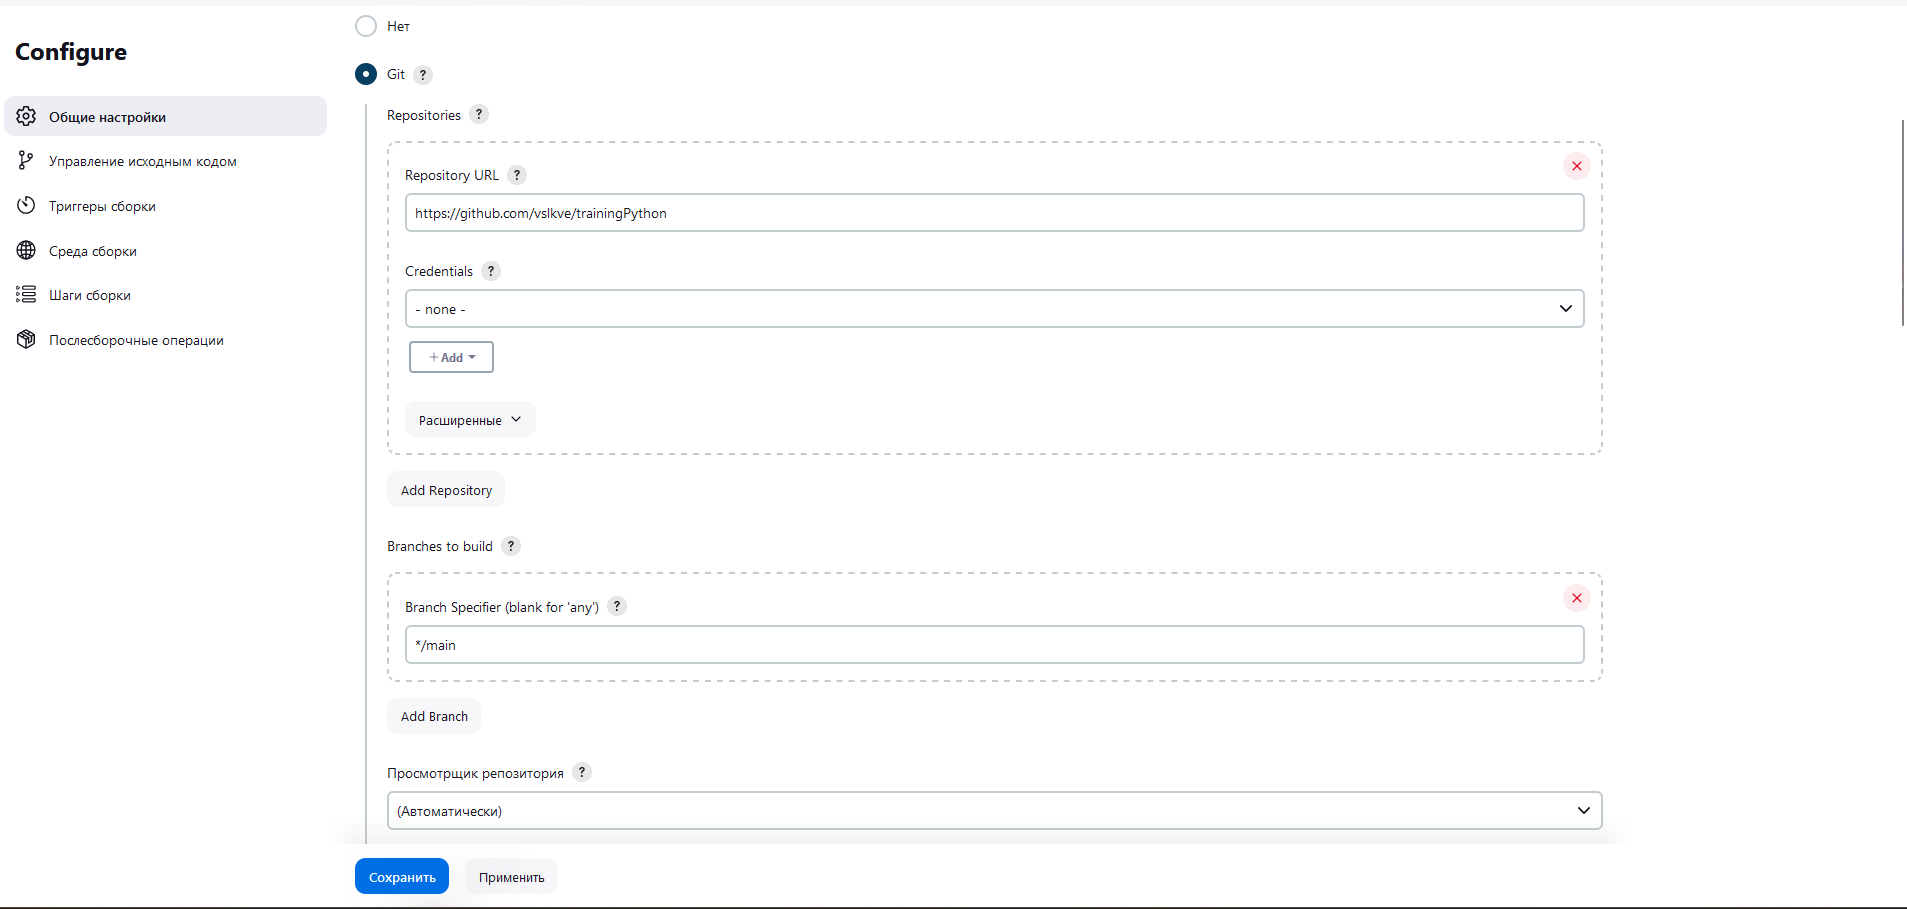 Configure
Общие настройки
Управление исходным кодом
Триггеры сборки
Среда сборки
Шаги сборки
Послесборочные операции
Нет
Git ?
Repositories ?
Repository URL ?
https://github.com/vslkve/trainingPython
Credentials ?
- none -
+ Add
Расширенные
Add Repository
Branches to build ?
Branch Specifier (blank for 'any') ?
*/main
Add Branch
Просмотрщик репозитория ?
(Автоматически)
Сохранить
Применить